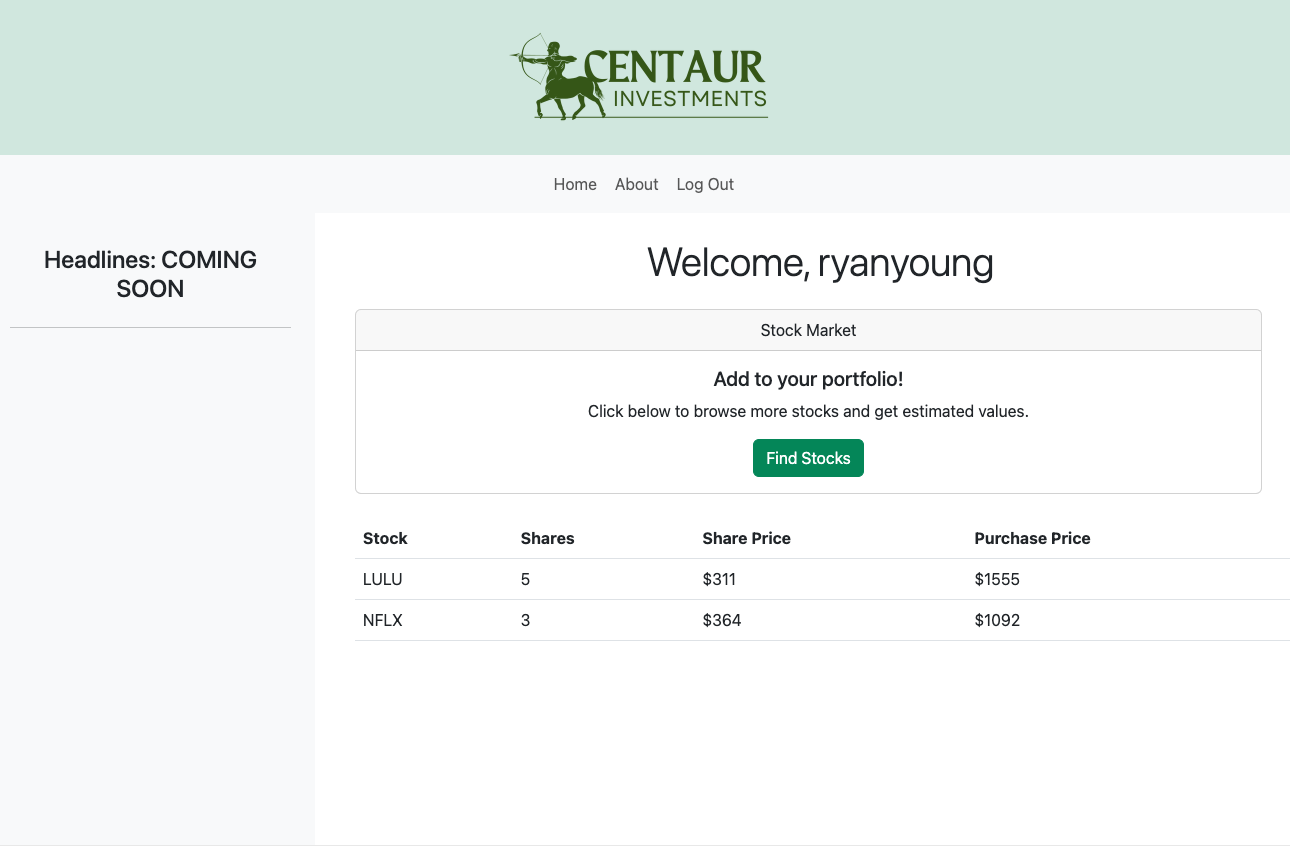 CENTAUR
INVESTMENTS
Home About Log Out
Headlines: COMING
SOON
Welcome, ryanyoung
Stock Market
Add to your portfolio!
Click below to browse more stocks and get estimated values.
Find Stocks
Stock Shares Share Price Purchase Price
LULU 5 $311 $1555
NFLX 3 $364 $1092